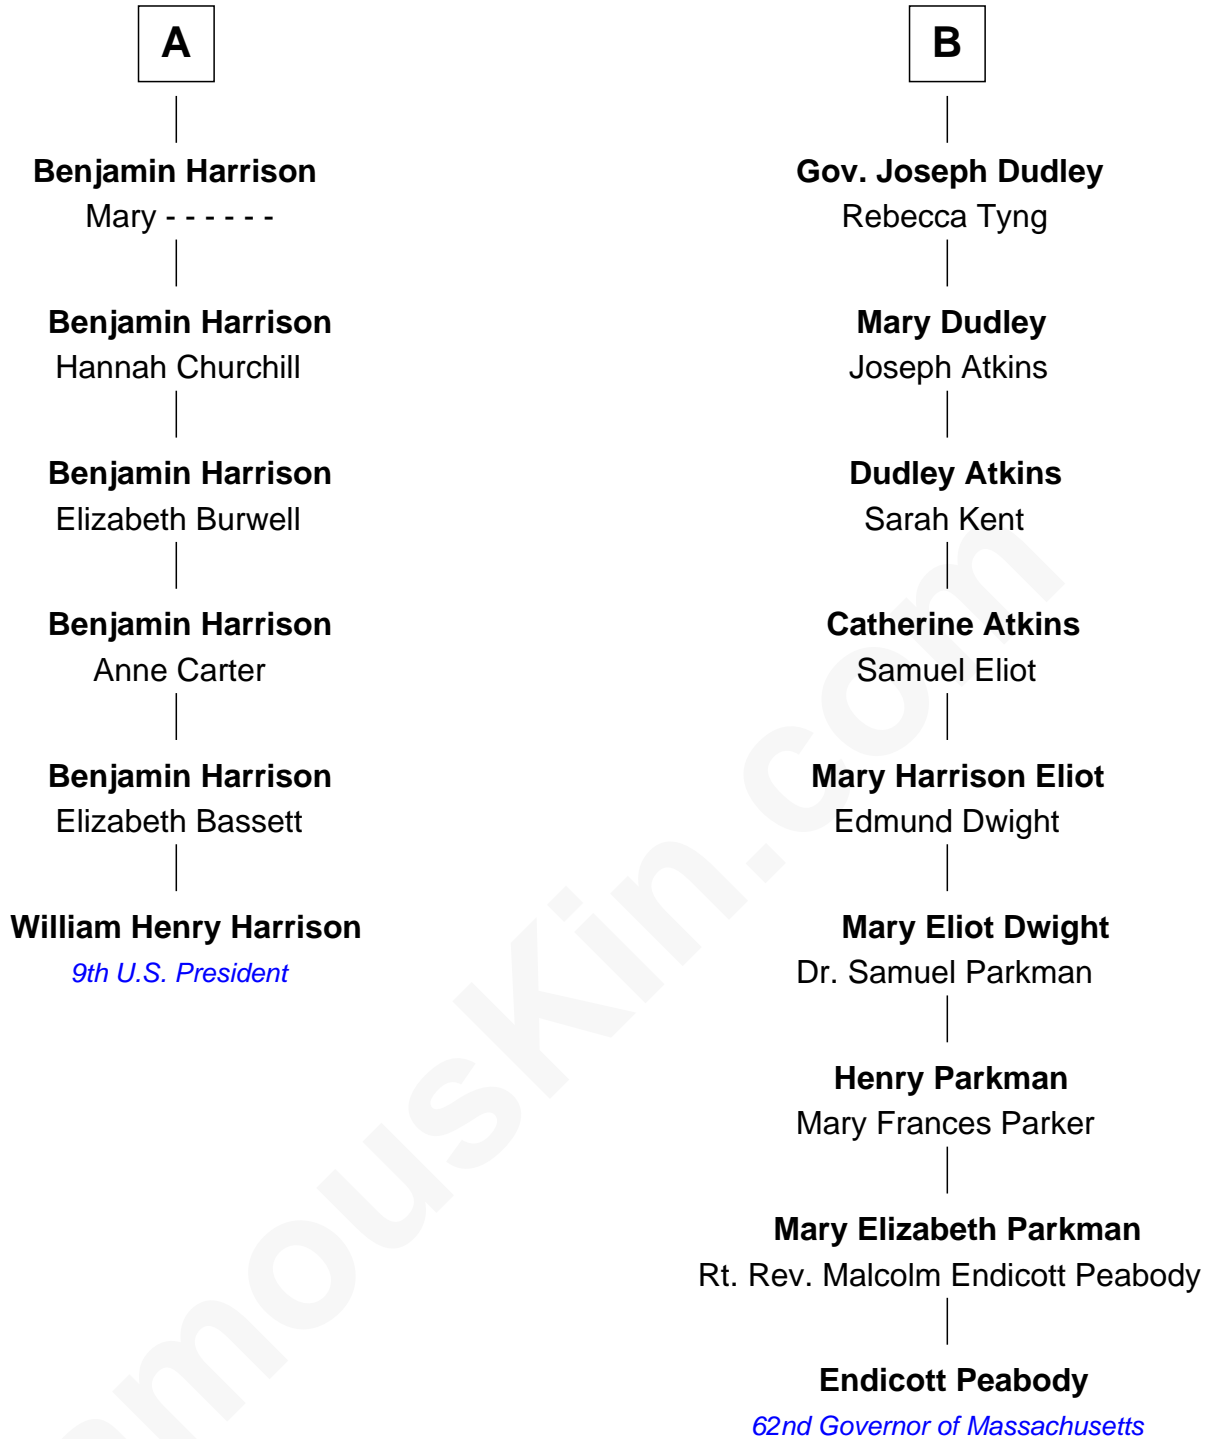 A
Benjamin Harrison
Mary - - - - - -
Benjamin Harrison
Hannah Churchill
Benjamin Harrison
Elizabeth Burwell
Benjamin Harrison
Anne Carter
Benjamin Harrison
Elizabeth Bassett
William Henry Harrison
9th U.S. President
B
Gov. Joseph Dudley
Rebecca Tyng
Mary Dudley
Joseph Atkins
Dudley Atkins
Sarah Kent
Catherine Atkins
Samuel Eliot
Mary Harrison Eliot
Edmund Dwight
Mary Eliot Dwight
Dr. Samuel Parkman
Henry Parkman
Mary Frances Parker
Mary Elizabeth Parkman
Rt. Rev. Malcolm Endicott Peabody
Endicott Peabody
62nd Governor of Massachusetts
amousKin.com